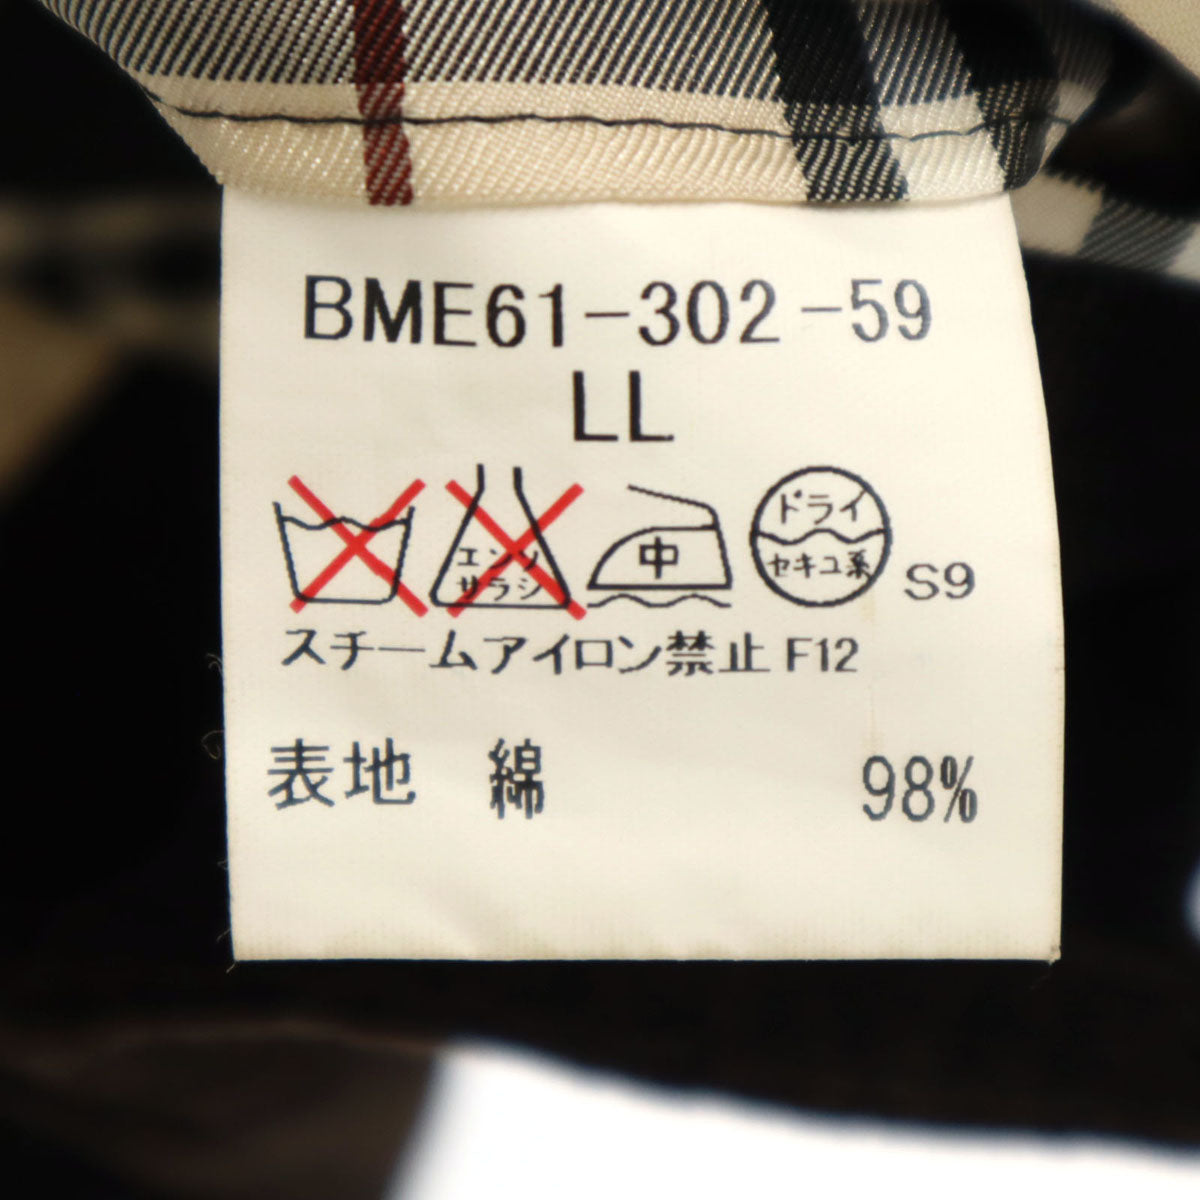 BME61-302-59
LL
エンソ
サラシ
中
ドライ
セキユ系
S9
スチームアイロン禁止 F12
表地 綿 98%